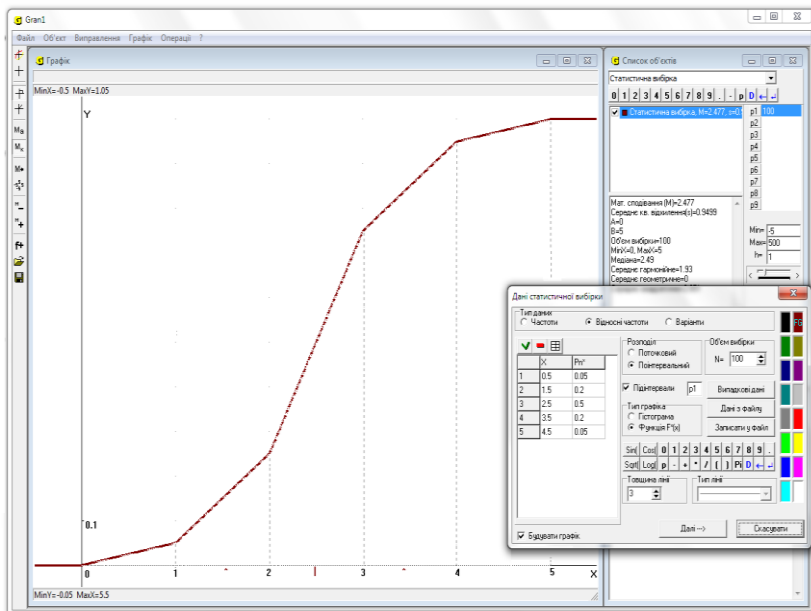 Gran1
Файл Об'єкт Виправлення Графік Операції ?
Графік
MinX= -0.5 MaxY=1.05
Y
0.1
0 1 2 3 4 5 X
MinY= -0.05 MaxX=5.5
Список об'єктів
Статистична вибірка
0 1 2 3 4 5 6 7 8 9 . - p D ← ↵
Статистична вибірка, M=2.477, s=0.9
p1 100
p2
p3
p4
p5
p6
p7
p8
p9
Мат. сподівання (M)=2.477
Середнє кв. відхилення(s)=0.9499
A=0
B=5
Об'єм вибірки=100
MinX=0, MaxX=5
Медіана=2.49
Середнє гармонійне=1.93
Середнє геометричне=0
Min= -5
Max= 500
h= 1
Дані статистичної вибірки
Тип даних
Частоти Відносні частоти Варіанти
X Pn*
1 0.5 0.05
2 1.5 0.2
3 2.5 0.5
4 3.5 0.2
5 4.5 0.05
Розподіл
Поточковий
Поінтервальний
Об'єм вибірки
N= 100
Підінтервали p1
Випадкові дані
Тип графіка
Гістограма
Функція F*(x)
Дані з файлу
Записати у файл
Sin( Cos( 0 1 2 3 4 5 6 7 8 9 .
Sqrt( Log( p - + * / ( ) Pi D ← ↵
Товщина лінії
3
Тип лінії
Будувати графік
Далі -->
Скасувати